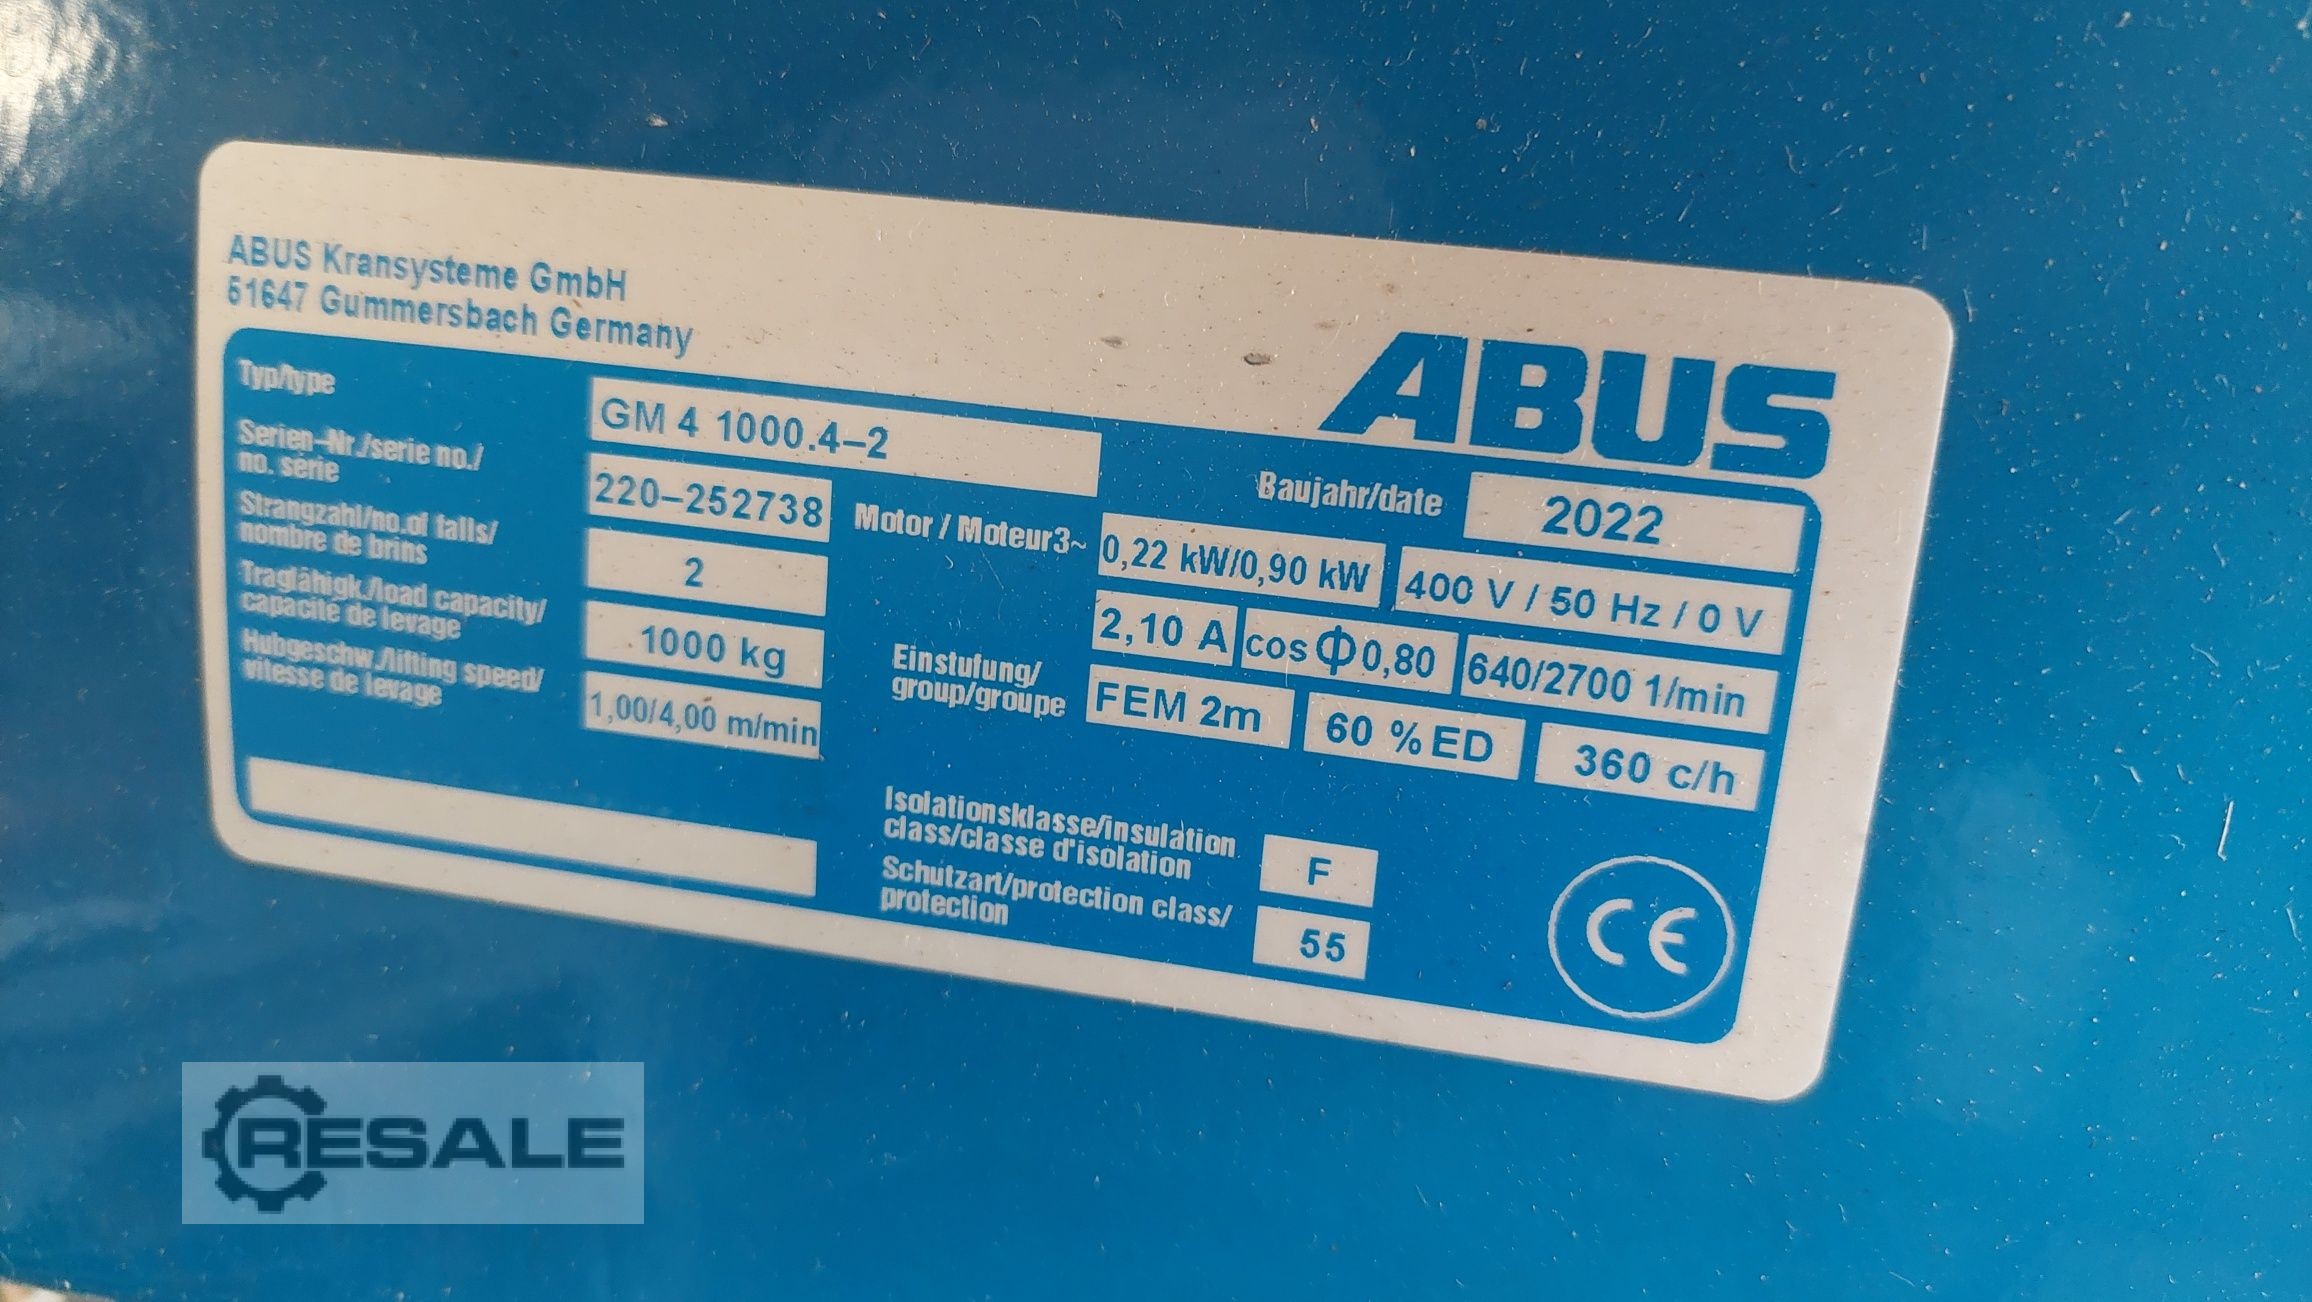 ABUS Kransysteme GmbH
51647 Gummersbach Germany
ABUS
Typ/type
GM 4 1000.4–2
Baujahr/date
2022
Serien–Nr./serie no./
no. série
220–252738
Motor / Moteur3~
0,22 kW/0,90 kW
400 V / 50 Hz / 0 V
Strangzahl/no.of falls/
nombre de brins
2
2,10 A
cos Φ 0,80
640/2700 1/min
Tragfähigk./load capacity/
capacité de levage
1000 kg
Einstufung/
group/groupe
FEM 2m
60 % ED
360 c/h
Hubgeschw./lifting speed/
vitesse de levage
1,00/4,00 m/min
Isolationsklasse/insulation
class/classe d'isolation
F
Schutzart/protection class/
protection
55
CE
RESALE